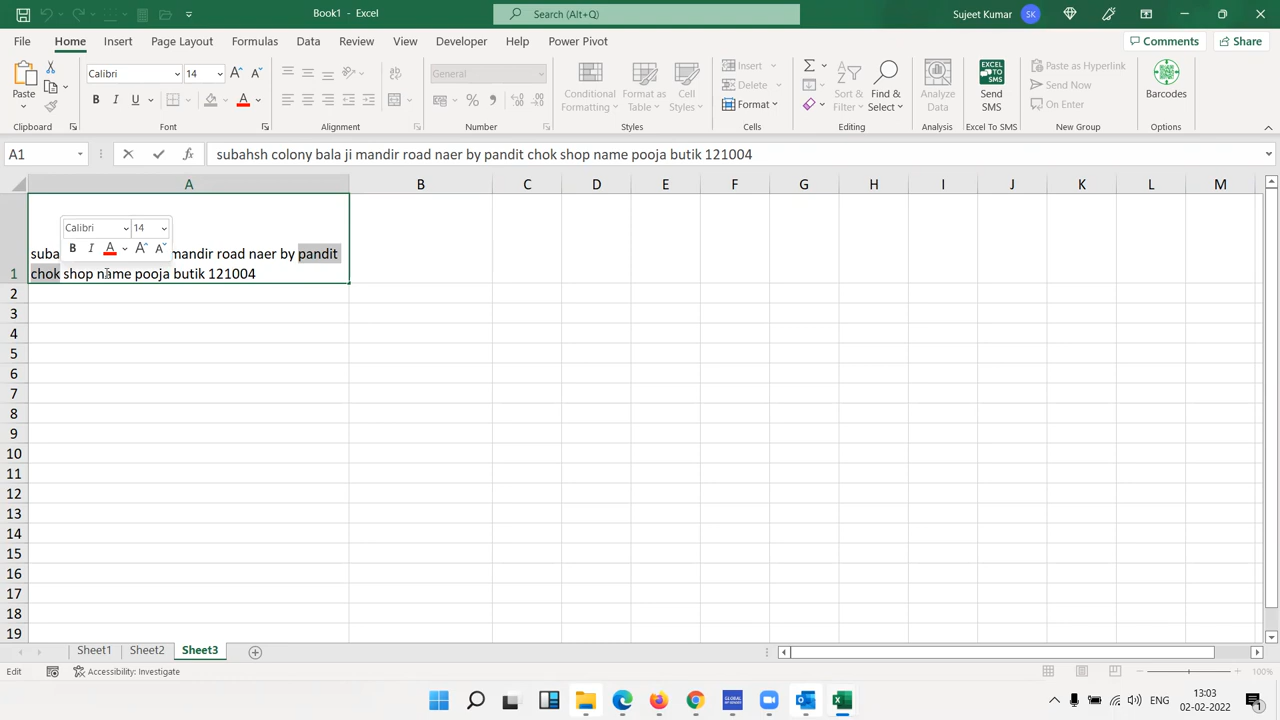 Book1 - Excel
Search (Alt+Q)
Sujeet Kumar
SK
File
Home
Insert
Page Layout
Formulas
Data
Review
View
Developer
Help
Power Pivot
Comments
Share
Paste
Calibri
14
B
I
U
General
Conditional Formatting
Format as Table
Cell Styles
Insert
Delete
Format
Sort & Filter
Find & Select
Analyze Data
Send SMS
Paste as Hyperlink
Send Now
On Enter
Barcodes
Clipboard
Font
Alignment
Number
Styles
Cells
Editing
Analysis
Excel To SMS
New Group
Options
A1
subahsh colony bala ji mandir road naer by pandit chok shop name pooja butik 121004
A B C D E F G H I J K L M
Calibri
14
B I A
suba mandir road naer by pandit
chok shop name pooja butik 121004
1
2
3
4
5
6
7
8
9
10
11
12
13
14
15
16
17
18
19
Sheet1
Sheet2
Sheet3
Edit
Accessibility: Investigate
100%
GLOBAL
ENG
13:03
02-02-2022
1